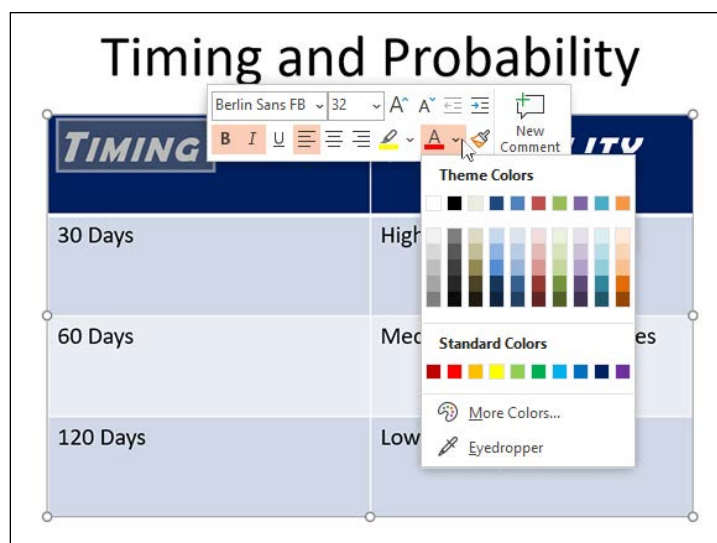 Timing and Probability
Berlin Sans FB 32 A A
B I U A New
Comment
TIMING LITY
Theme Colors
30 Days High
60 Days Med es
Standard Colors
More Colors...
120 Days Low
Eyedropper